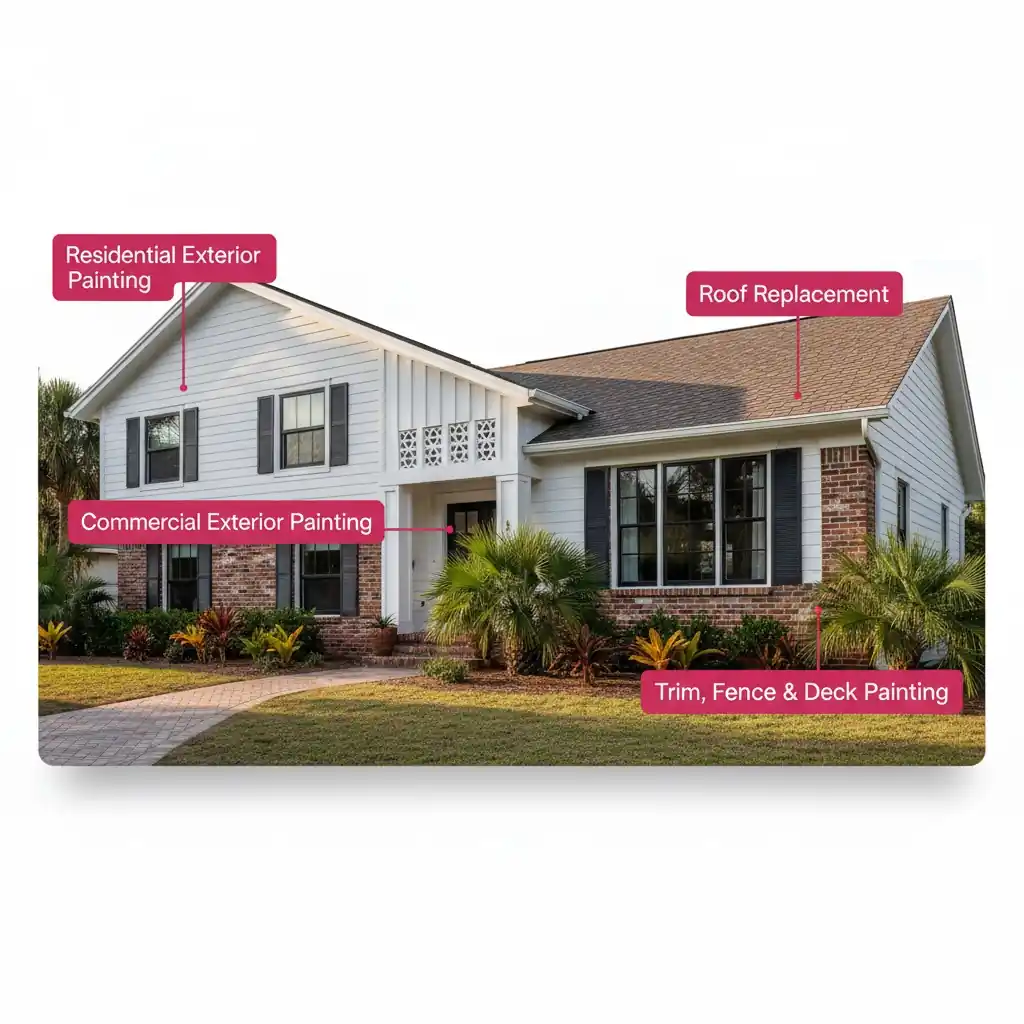 Residential Exterior
Painting
Roof Replacement
Commercial Exterior Painting
Trim, Fence & Deck Painting